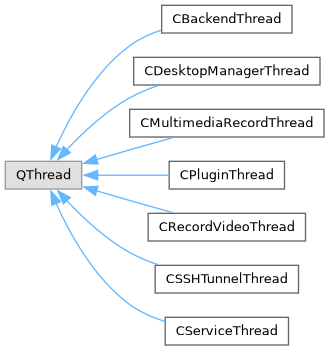 CBackendThread
CDesktopManagerThread
CMultimediaRecordThread
QThread
CPluginThread
CRecordVideoThread
CSSHTunnelThread
CServiceThread